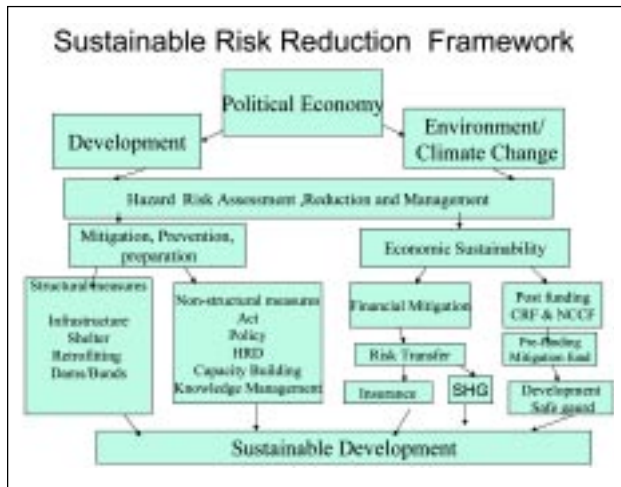 Sustainable Risk Reduction Framework
Political Economy
Development
Environment/
Climate Change
Hazard Risk Assessment ,Reduction and Management
Mitigation, Prevention,
preparation
Economic Sustainability
Structural measures
Infrastructure
Shelter
Retrofitting
Dams/Bunds
Non-structural measures
Act
Policy
HRD
Capacity Building
Knowledge Management
Financial Mitigation
Risk Transfer
Insurance
SHG
Post funding
CRF & NCCF
Pre-funding
Mitigation fund
Development
Safe gaurd
Sustainable Development